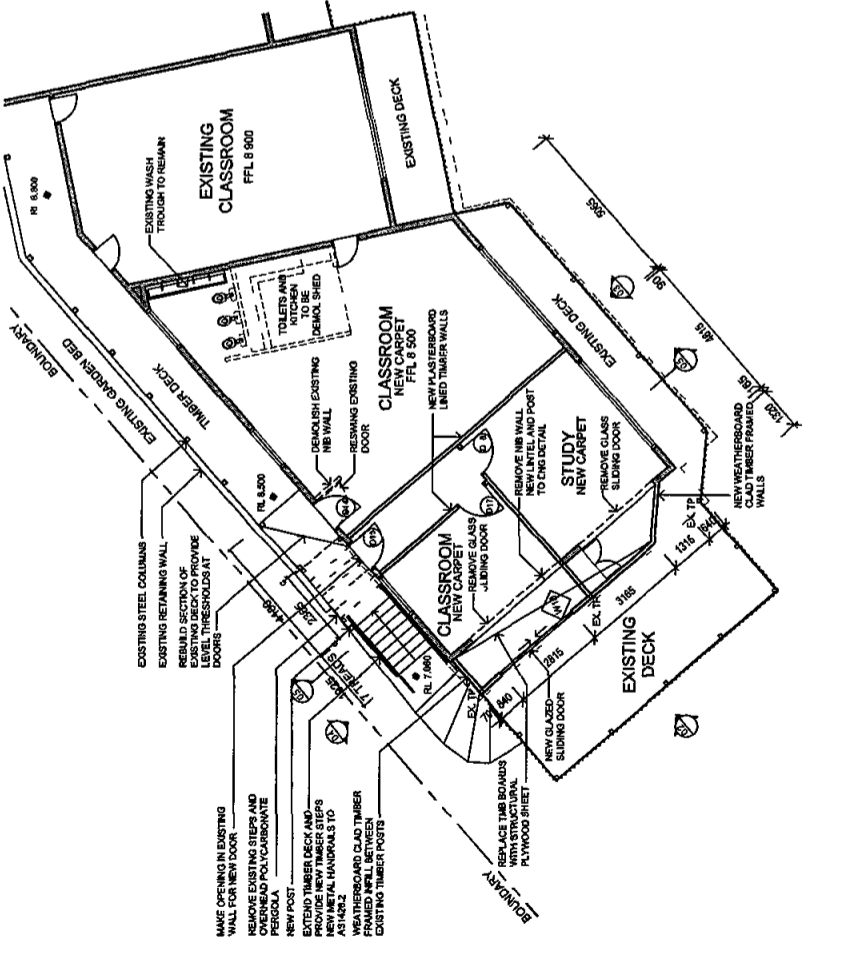 EXISTING
CLASSROOM
FFL 8 900
EXISTING DECK
EXISTING WASH
TROUGH TO REMAIN
BOUNDARY
EXISTING GARDEN BED
TIMBER DECK
TOILETS AND
KITCHEN
TO BE
DEMOL SHED
CLASSROOM
NEW CARPET
FFL 8 500
DEMOLISH EXISTING
NIB WALL
RESWING EXISTING
DOOR
NEW PLASTERBOARD
LINED TIMBER WALLS
EXISTING DECK
5065
90
4615
165
1320
EXISTING STEEL COLUMNS
EXISTING RETAINING WALL
REBUILD SECTION OF
EXISTING DECK TO PROVIDE
LEVEL THRESHOLDS AT
DOORS
RL 8.500
CLASSROOM
NEW CARPET
REMOVE GLASS
SLIDING DOOR
REMOVE NIB WALL
NEW LINTEL AND POST
TO ENG DETAIL
STUDY
NEW CARPET
REMOVE GLASS
SLIDING DOOR
NEW WEATHERBOARD
CLAD TIMBER FRAMED
WALLS
2365
7 TREADS
RL 7.980
EX. TP
EX. TP
EX. TP
70
840
2815
3165
1315
640
EXISTING
DECK
NEW GLAZED
SLIDING DOOR
REPLACE TMB BOARDS
WITH STRUCTURAL
PLYWOOD SHEET
MAKE OPENING IN EXISTING
WALL FOR NEW DOOR
REMOVE EXISTING STEPS AND
OVERHEAD POLYCARBONATE
PERGOLA
NEW POST
EXTEND TIMBER DECK AND
PROVIDE NEW TIMBER STEPS
NEW METAL HANDRAILS TO
AS1428.2
WEATHERBOARD CLAD TIMBER
FRAMED INFILL BETWEEN
EXISTING TIMBER POSTS
BOUNDARY